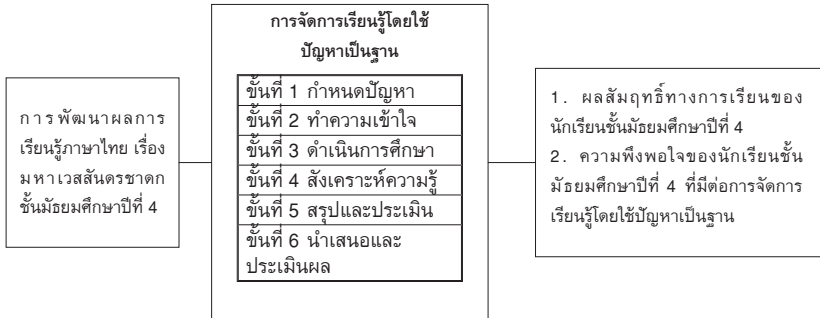 การจัดการเรียนรู้โดยใช้
ปัญหาเป็นฐาน
การพัฒนาผลการ
เรียนรู้ภาษาไทย เรื่อง
มหาเวสสันดรชาดก
ชั้นมัธยมศึกษาปีที่ 4
ขั้นที่ 1 กำหนดปัญหา
ขั้นที่ 2 ทำความเข้าใจ
ขั้นที่ 3 ดำเนินการศึกษา
ขั้นที่ 4 สังเคราะห์ความรู้
ขั้นที่ 5 สรุปและประเมิน
ขั้นที่ 6 นำเสนอและ
ประเมินผล
1. ผลสัมฤทธิ์ทางการเรียนของ
นักเรียนชั้นมัธยมศึกษาปีที่ 4
2. ความพึงพอใจของนักเรียนชั้น
มัธยมศึกษาปีที่ 4 ที่มีต่อการจัดการ
เรียนรู้โดยใช้ปัญหาเป็นฐาน